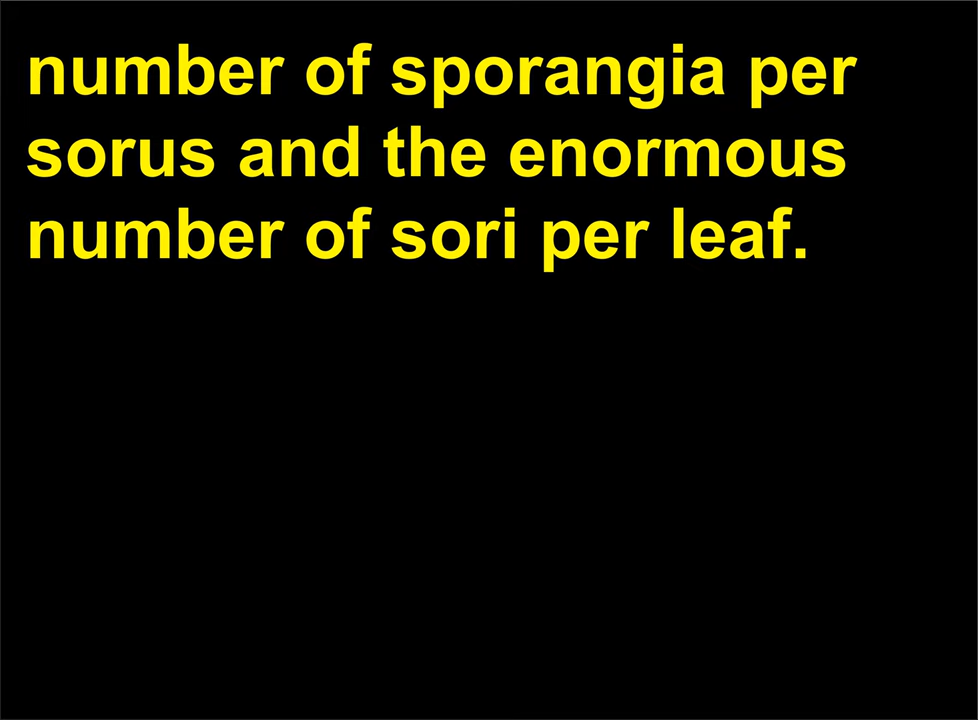 number of sporangia per
sorus and the enormous
number of sori per leaf.